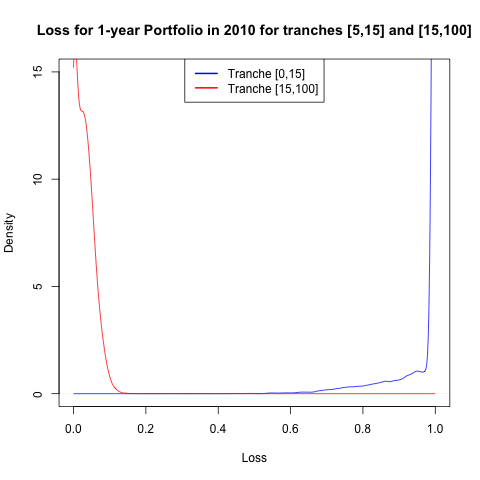 Loss for 1-year Portfolio in 2010 for tranches [5,15] and [15,100]
Tranche [0,15]
Tranche [15,100]
15
10
5
0
Density
0.0 0.2 0.4 0.6 0.8 1.0
Loss